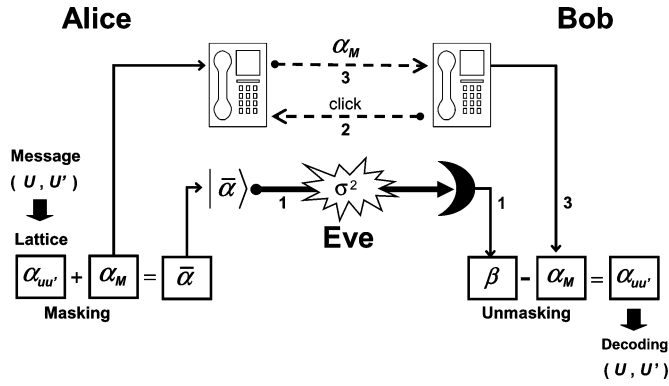 Alice
Bob
α_M
3
click
2
Message
( U , U' )
|ᾱ⟩
1
σ²
1
3
Eve
Lattice
α_uu' + α_M = ᾱ
Masking
β - α_M = α_uu'
Unmasking
Decoding
( U , U' )